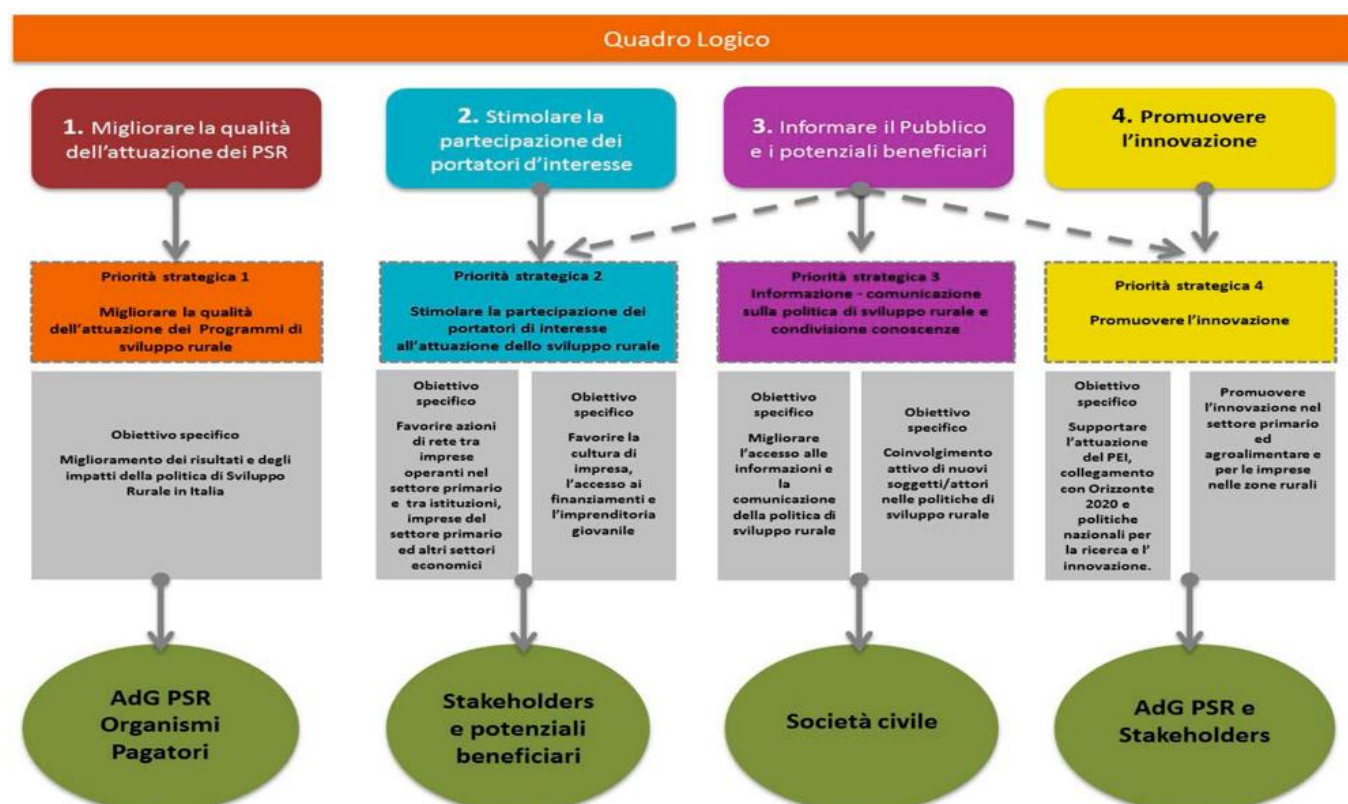 Quadro Logico
1. Migliorare la qualità
dell'attuazione dei PSR
2. Stimolare la
partecipazione dei
portatori d'interesse
3. Informare il Pubblico
e i potenziali beneficiari
4. Promuovere
l'innovazione
Priorità strategica 1
Migliorare la qualità
dell'attuazione dei Programmi di
sviluppo rurale
Priorità strategica 2
Stimolare la partecipazione dei
portatori di interesse
all'attuazione dello sviluppo rurale
Priorità strategica 3
Informazione - comunicazione
sulla politica di sviluppo rurale e
condivisione conoscenze
Priorità strategica 4
Promuovere l'innovazione
Obiettivo specifico
Miglioramento dei risultati e degli
impatti della politica di Sviluppo
Rurale in Italia
Obiettivo
specifico
Favorire azioni
di rete tra
imprese
operanti nel
settore primario
e tra istituzioni,
imprese del
settore primario
ed altri settori
economici
Obiettivo
specifico
Favorire la
cultura di
impresa,
l'accesso ai
finanziamenti e
l'imprenditoria
giovanile
Obiettivo
specifico
Migliorare
l'accesso alle
informazioni e
la
comunicazione
della politica di
sviluppo rurale
Obiettivo
specifico
Coinvolgimento
attivo di nuovi
soggetti/attori
nelle politiche di
sviluppo rurale
Obiettivo
specifico
Supportare
l'attuazione
del PEI,
collegamento
con Orizzonte
2020 e
politiche
nazionali per
la ricerca e l'
innovazione.
Promuovere
l'innovazione nel
settore primario
ed
agroalimentare e
per le imprese
nelle zone rurali
AdG PSR
Organismi
Pagatori
Stakeholders
e potenziali
beneficiari
Società civile
AdG PSR e
Stakeholders